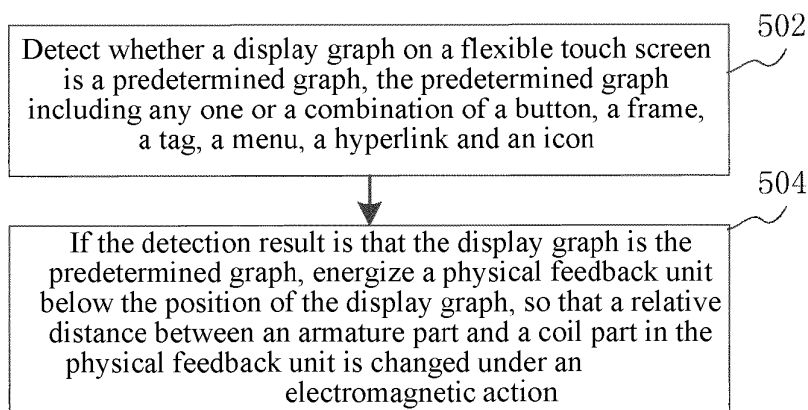 502
Detect whether a display graph on a flexible touch screen
is a predetermined graph, the predetermined graph
including any one or a combination of a button, a frame,
a tag, a menu, a hyperlink and an icon
504
If the detection result is that the display graph is the
predetermined graph, energize a physical feedback unit
below the position of the display graph, so that a relative
distance between an armature part and a coil part in the
physical feedback unit is changed under an
electromagnetic action